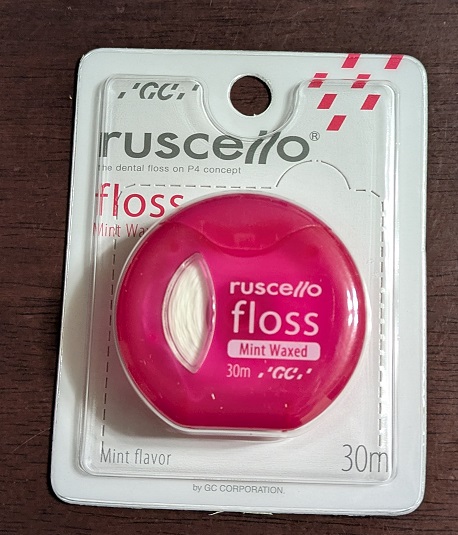 GC
ruscello®
the dental floss on P4 concept
floss
Mint Wa
ruscello
floss
Mint Waxed
30m GC
Mint flavor
30m
by GC CORPORATION.